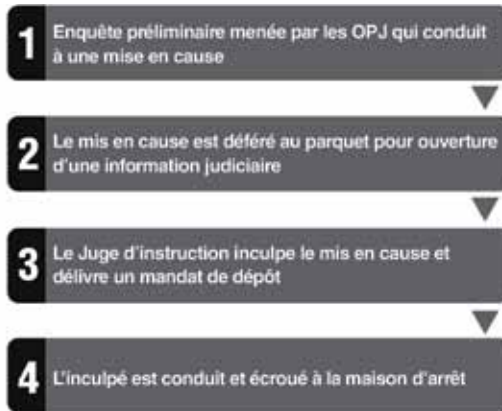 1
Enquête préliminaire menée par les OPJ qui conduit
à une mise en cause
2
Le mis en cause est déféré au parquet pour ouverture
d'une information judiciaire
3
Le Juge d'instruction inculpe le mis en cause et
délivre un mandat de dépôt
4
L'inculpé est conduit et écroué à la maison d'arrêt